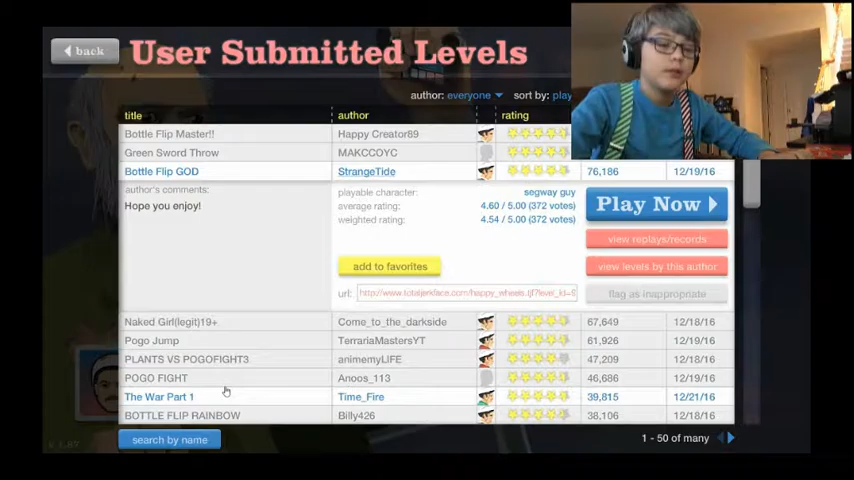 back
User Submitted Levels
author: everyone
sort by: play
title
author
rating
Bottle Flip Master!!
Happy Creator89
Green Sword Throw
MAKCCOYC
Bottle Flip GOD
StrangeTide
76,186
12/19/16
author's comments:
Hope you enjoy!
playable character:
segway guy
average rating:
4.60 / 5.00 (372 votes)
weighted rating:
4.54 / 5.00 (372 votes)
Play Now
view replays/records
add to favorites
view levels by this author
url:
http://www.totaljerkface.com/happy_wheels.tjf?level_id=
flag as inappropriate
Naked Girl(legit)19+
Come_to_the_darkside
67,649
12/18/16
Pogo Jump
TerrariaMastersYT
61,926
12/19/16
PLANTS VS POGOFIGHT3
animemyLIFE
47,209
12/18/16
POGO FIGHT
Anoos_113
46,686
12/18/16
The War Part 1
Time_Fire
39,815
12/21/16
BOTTLE FLIP RAINBOW
Billy426
38,106
12/18/16
search by name
1 - 50 of many